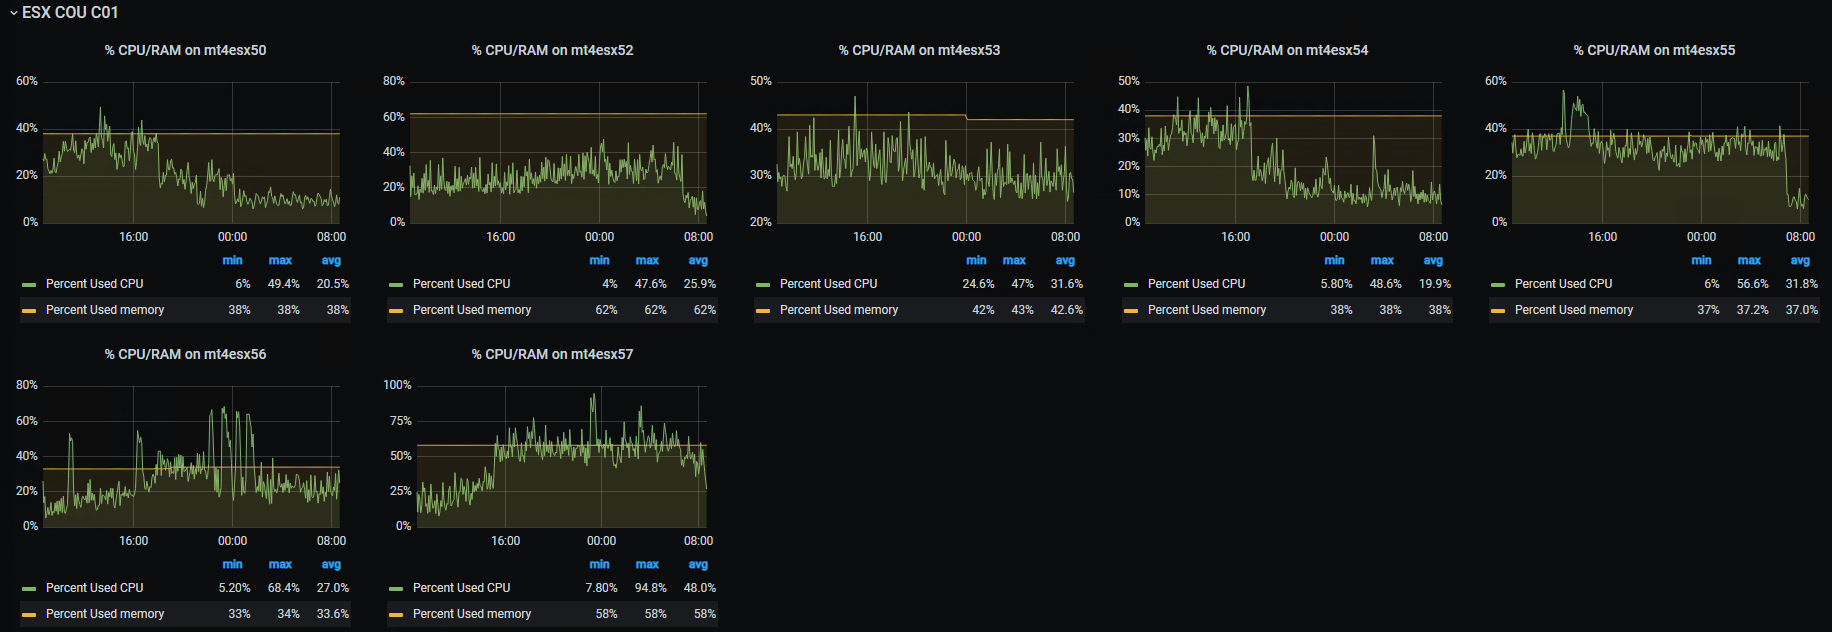 ESX COU C01
% CPU/RAM on mt4esx50
60%
40%
20%
0%
16:00 00:00 08:00
min max avg
Percent Used CPU 6% 49.4% 20.5%
Percent Used memory 38% 38% 38%
% CPU/RAM on mt4esx52
80%
60%
40%
20%
0%
16:00 00:00 08:00
min max avg
Percent Used CPU 4% 47.6% 25.9%
Percent Used memory 62% 62% 62%
% CPU/RAM on mt4esx53
50%
40%
30%
20%
16:00 00:00 08:00
min max avg
Percent Used CPU 24.6% 47% 31.6%
Percent Used memory 42% 43% 42.6%
% CPU/RAM on mt4esx54
50%
40%
30%
20%
10%
0%
16:00 00:00 08:00
min max avg
Percent Used CPU 5.80% 48.6% 19.9%
Percent Used memory 38% 38% 38%
% CPU/RAM on mt4esx55
60%
40%
20%
0%
16:00 00:00 08:00
min max avg
Percent Used CPU 6% 56.6% 31.8%
Percent Used memory 37% 37.2% 37.0%
% CPU/RAM on mt4esx56
80%
60%
40%
20%
0%
16:00 00:00 08:00
min max avg
Percent Used CPU 5.20% 68.4% 27.0%
Percent Used memory 33% 34% 33.6%
% CPU/RAM on mt4esx57
100%
75%
50%
25%
0%
16:00 00:00 08:00
min max avg
Percent Used CPU 7.80% 94.8% 48.0%
Percent Used memory 58% 58% 58%